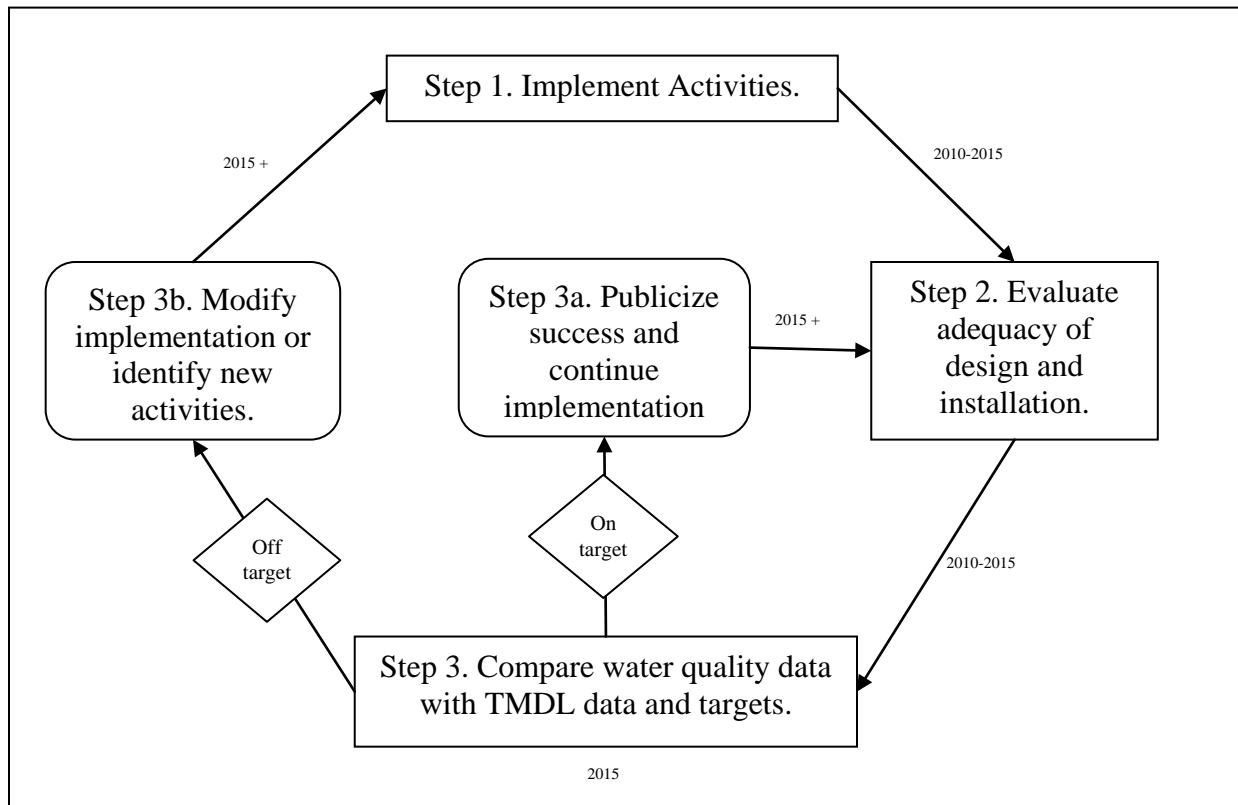 Step 1. Implement Activities.
2015 +
2010-2015
Step 3b. Modify
implementation or
identify new
activities.
Step 3a. Publicize
success and
continue
implementation
2015 +
Step 2. Evaluate
adequacy of
design and
installation.
Off
target
On
target
2010-2015
Step 3. Compare water quality data
with TMDL data and targets.
2015